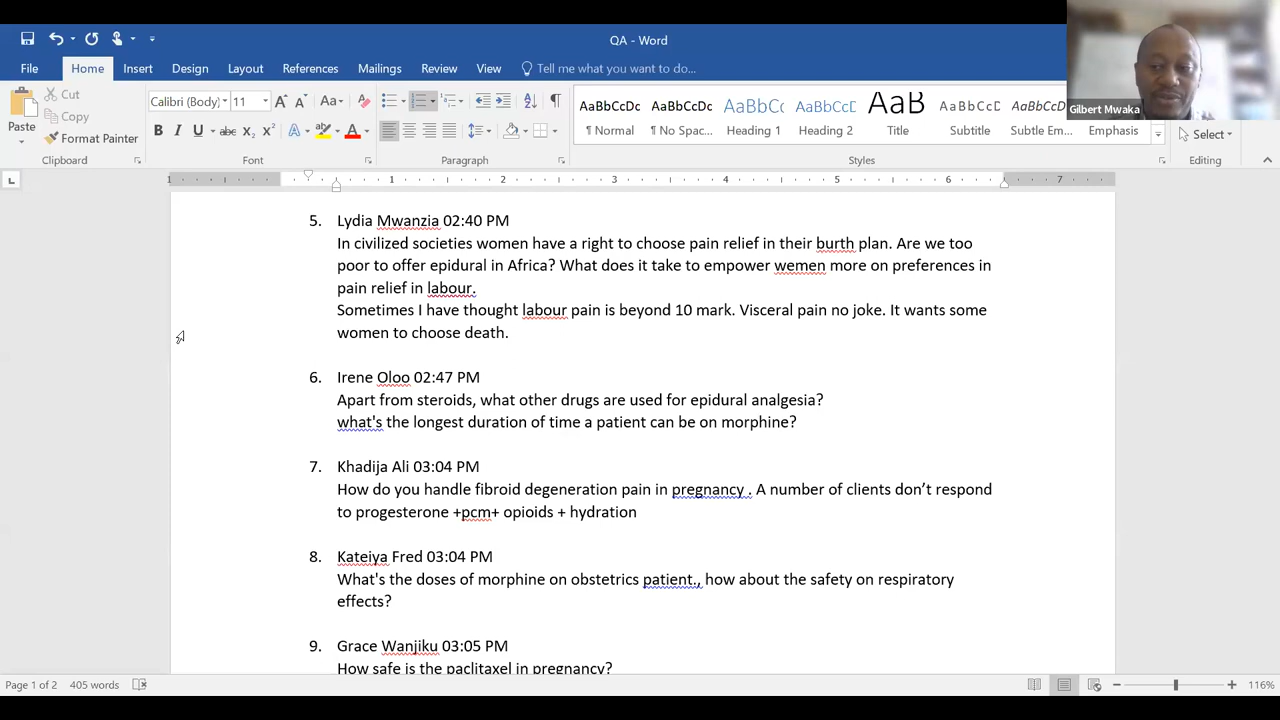 QA - Word
Gilbert Mwaka
File Home Insert Design Layout References Mailings Review View Tell me what you want to do...
Cut
Copy
Paste
Format Painter
Calibri (Body) 11
AaBbCcDc AaBbCcDc AaBbCc AaBbCcD AaB AaBbCcD AaBbCcD
¶ Normal ¶ No Spac... Heading 1 Heading 2 Title Subtitle Subtle Em... Emphasis
Select
Clipboard Font Paragraph Styles Editing
1 1 2 3 4 5 6 7
5. Lydia Mwanzia 02:40 PM
In civilized societies women have a right to choose pain relief in their burth plan. Are we too
poor to offer epidural in Africa? What does it take to empower wemen more on preferences in
pain relief in labour.
Sometimes I have thought labour pain is beyond 10 mark. Visceral pain no joke. It wants some
women to choose death.
6. Irene Oloo 02:47 PM
Apart from steroids, what other drugs are used for epidural analgesia?
what's the longest duration of time a patient can be on morphine?
7. Khadija Ali 03:04 PM
How do you handle fibroid degeneration pain in pregnancy . A number of clients don’t respond
to progesterone +pcm+ opioids + hydration
8. Kateiya Fred 03:04 PM
What's the doses of morphine on obstetrics patient., how about the safety on respiratory
effects?
9. Grace Wanjiku 03:05 PM
How safe is the paclitaxel in pregnancy?
Page 1 of 2 405 words 116%